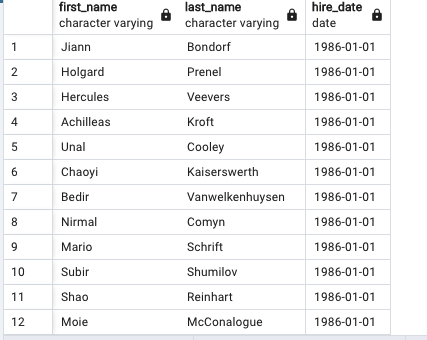 first_name last_name hire_date
character varying character varying date
1 Jiann Bondorf 1986-01-01
2 Holgard Prenel 1986-01-01
3 Hercules Veevers 1986-01-01
4 Achilleas Kroft 1986-01-01
5 Unal Cooley 1986-01-01
6 Chaoyi Kaiserswerth 1986-01-01
7 Bedir Vanwelkenhuysen 1986-01-01
8 Nirmal Comyn 1986-01-01
9 Mario Schrift 1986-01-01
10 Subir Shumilov 1986-01-01
11 Shao Reinhart 1986-01-01
12 Moie McConalogue 1986-01-01